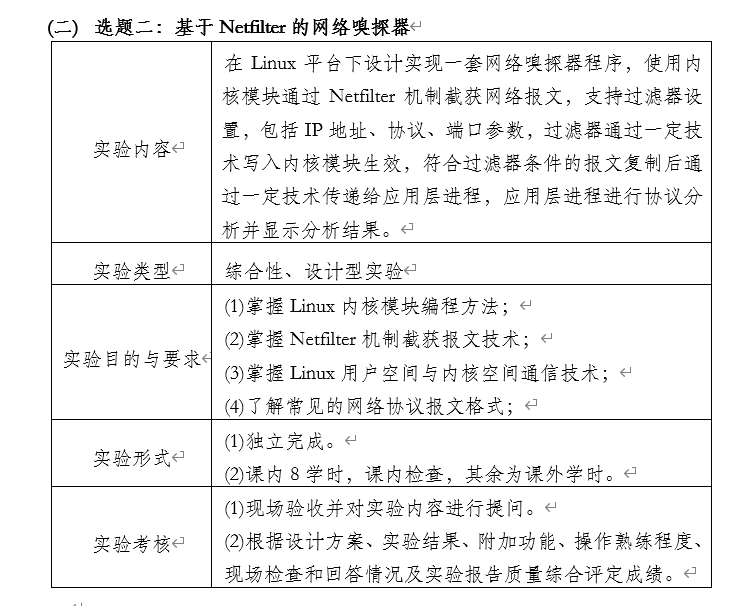 (二) 选题二：基于 Netfilter 的网络嗅探器
实验内容
在 Linux 平台下设计实现一套网络嗅探器程序，使用内
核模块通过 Netfilter 机制截获网络报文，支持过滤器设
置，包括 IP 地址、协议、端口参数，过滤器通过一定技
术写入内核模块生效，符合过滤器条件的报文复制后通
过一定技术传递给应用层进程，应用层进程进行协议分
析并显示分析结果。
实验类型
综合性、设计型实验
实验目的与要求
(1)掌握 Linux 内核模块编程方法；
(2)掌握 Netfilter 机制截获报文技术；
(3)掌握 Linux 用户空间与内核空间通信技术；
(4)了解常见的网络协议报文格式；
实验形式
(1)独立完成。
(2)课内 8 学时，课内检查，其余为课外学时。
实验考核
(1)现场验收并对实验内容进行提问。
(2)根据设计方案、实验结果、附加功能、操作熟练程度、
现场检查和回答情况及实验报告质量综合评定成绩。